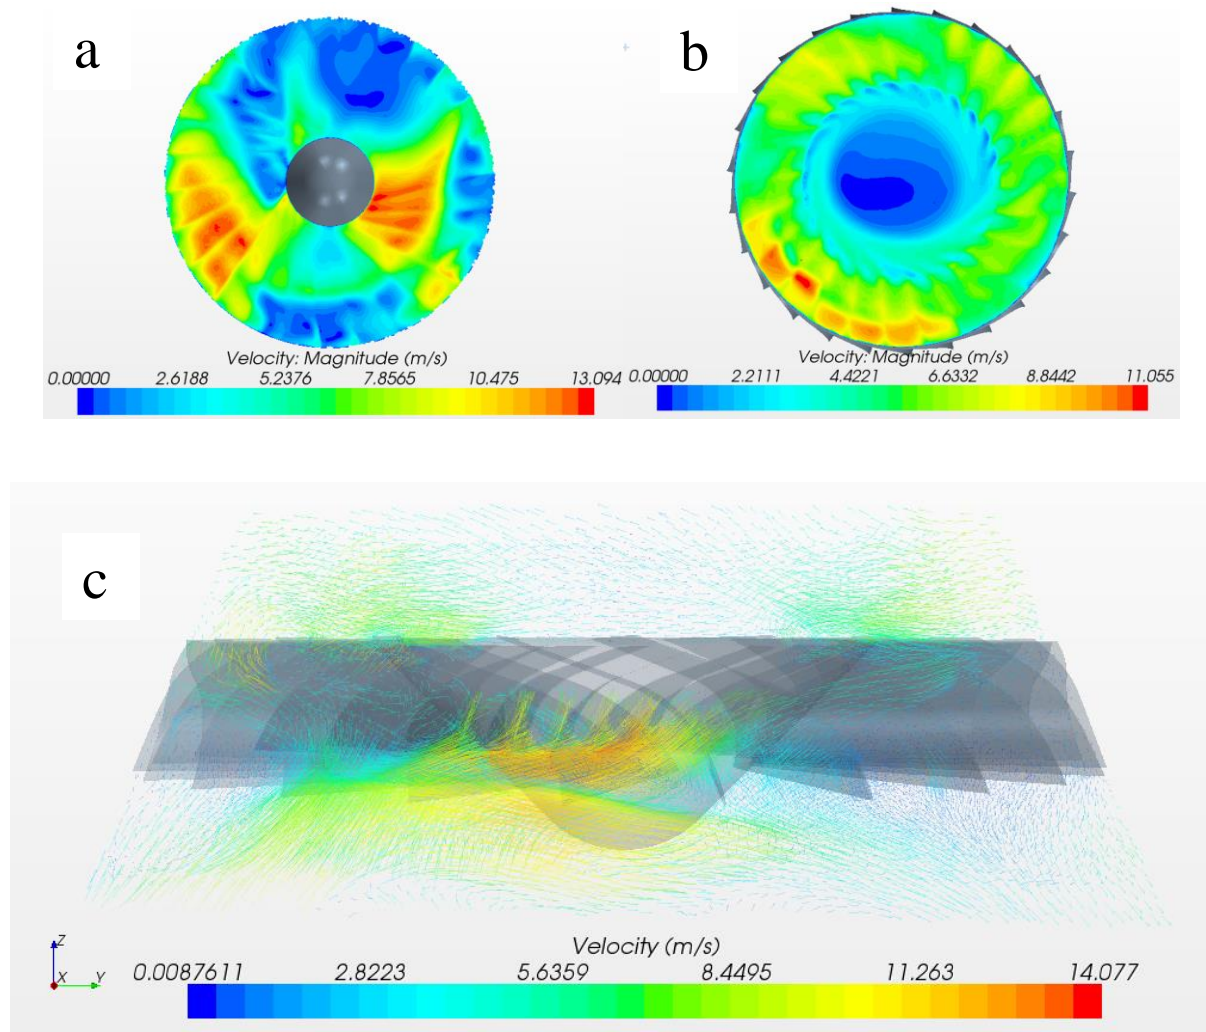 a
b
Velocity: Magnitude (m/s)
0.00000 2.6188 5.2376 7.8565 10.475 13.094
Velocity: Magnitude (m/s)
0.00000 2.2111 4.4221 6.6332 8.8442 11.055
c
Z
X Y
Velocity (m/s)
0.0087611 2.8223 5.6359 8.4495 11.263 14.077